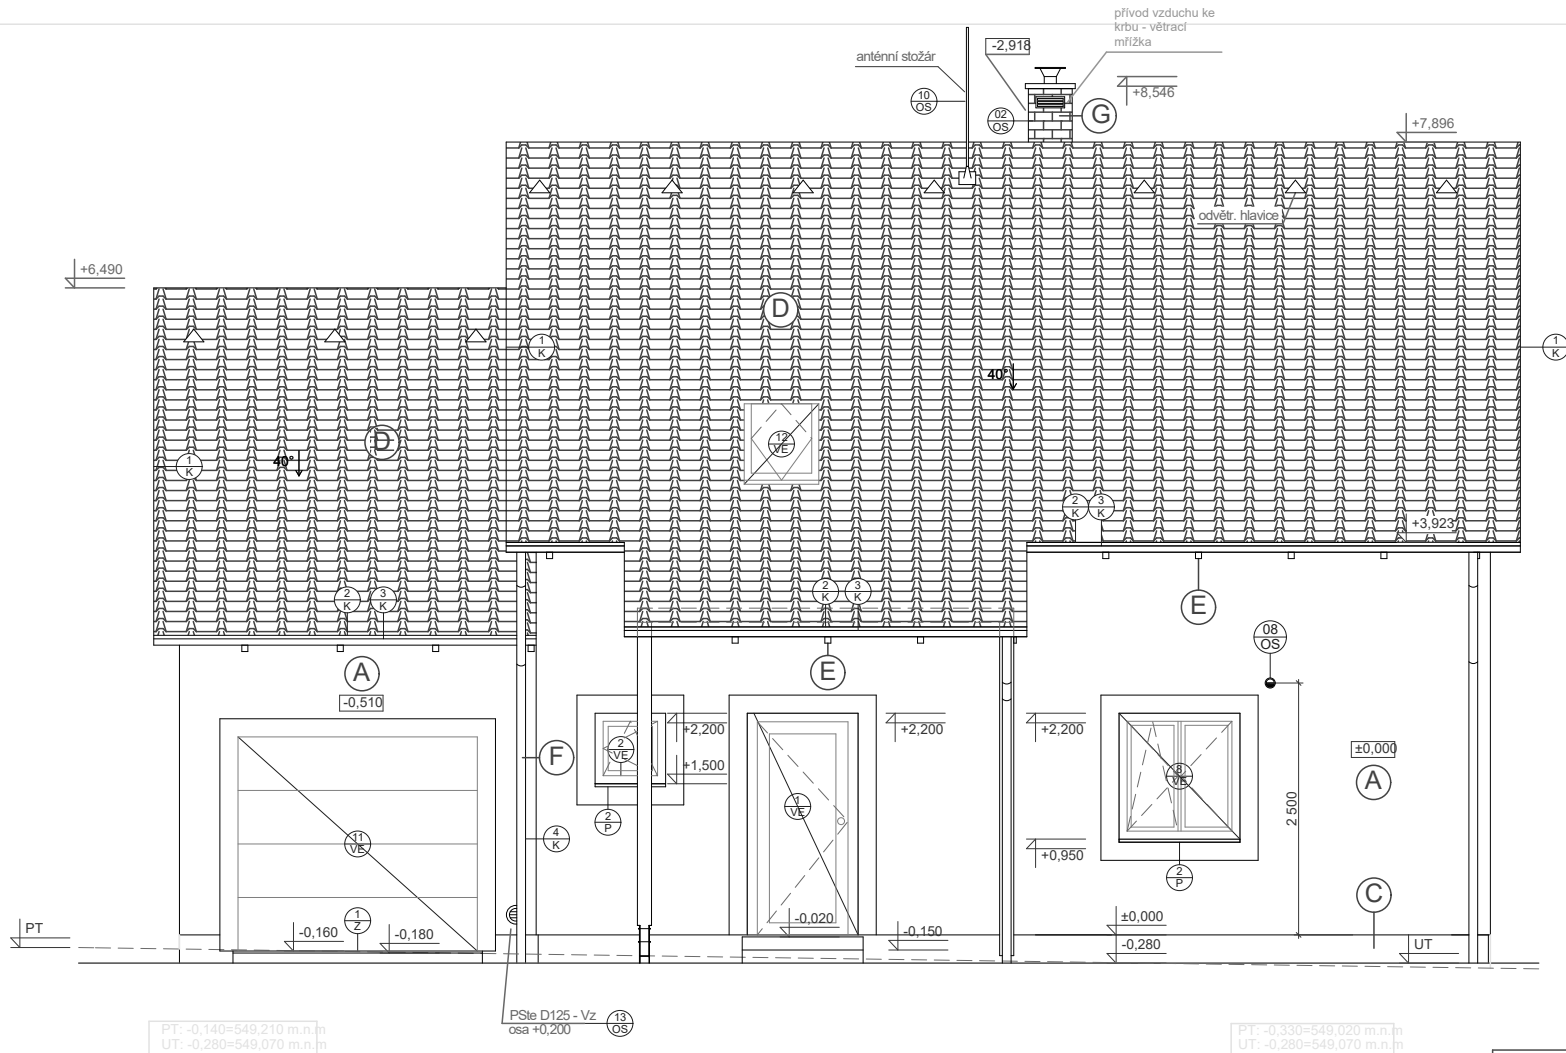 přívod vzduchu ke
krbu - větrací
mřížka
-2,918
anténní stožár
+8,546
10
OS
02
OS
G
+7,896
odvětr. hlavice
+6,490
D
1
K
1
K
40°
D
12
VE
1
K
40°
2
K
3
K
+3,923
2
K
3
K
2
K
3
K
E
08
OS
A
E
-0,510
+2,200
+2,200
+2,200
2
VE
F
±0,000
+1,500
8
VE
A
1
VE
2
P
2 500
4
K
11
VE
+0,950
2
P
C
1
Z
-0,020
±0,000
PT
-0,160
-0,180
-0,150
-0,280
UT
PSte D125 - Vz
osa +0,200
13
OS
PT: -0,140=549,210 m.n.m
UT: -0,280=549,070 m.n.m
PT: -0,330=549,020 m.n.m
UT: -0,280=549,070 m.n.m